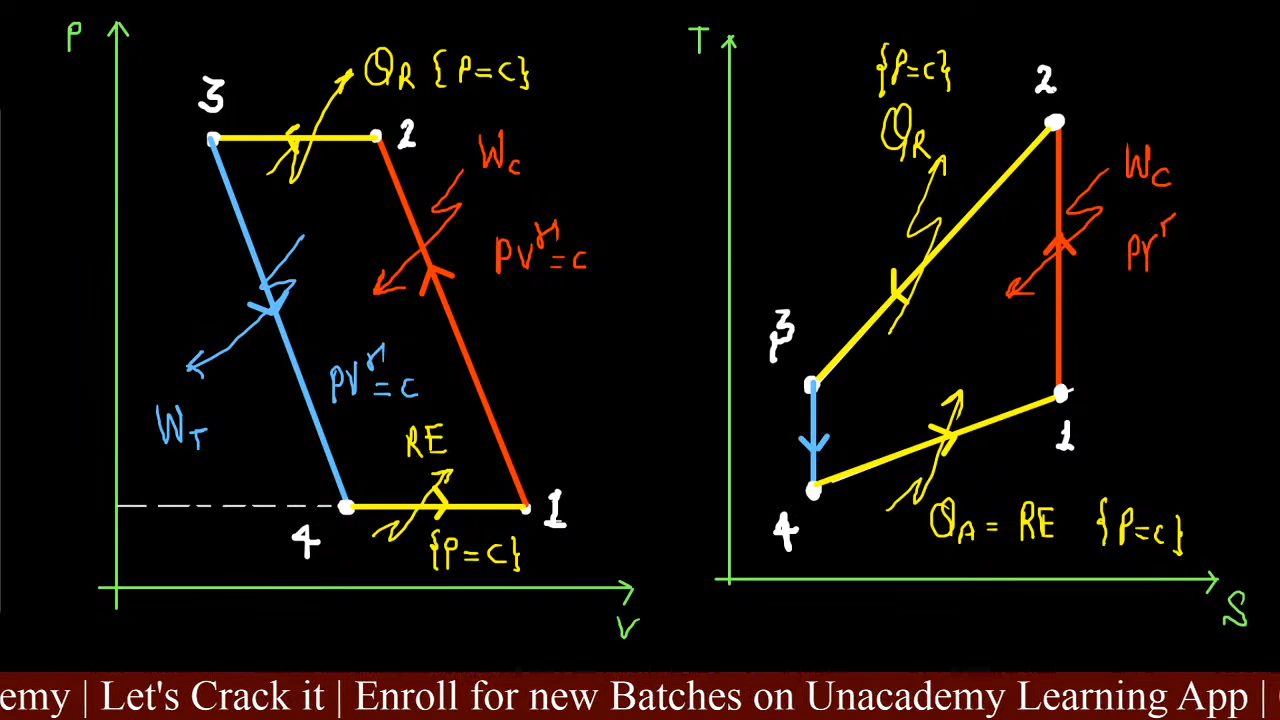 P
3
Q_R {P=C}
2
W_C
PV^γ=C
W_T
PV^γ=C
RE
4
1
{P=C}
V
T
{P=C}
Q_R
2
W_C
PV^γ
3
1
4
Q_A = RE {P=C}
S
emy | Let's Crack it | Enroll for new Batches on Unacademy Learning App |